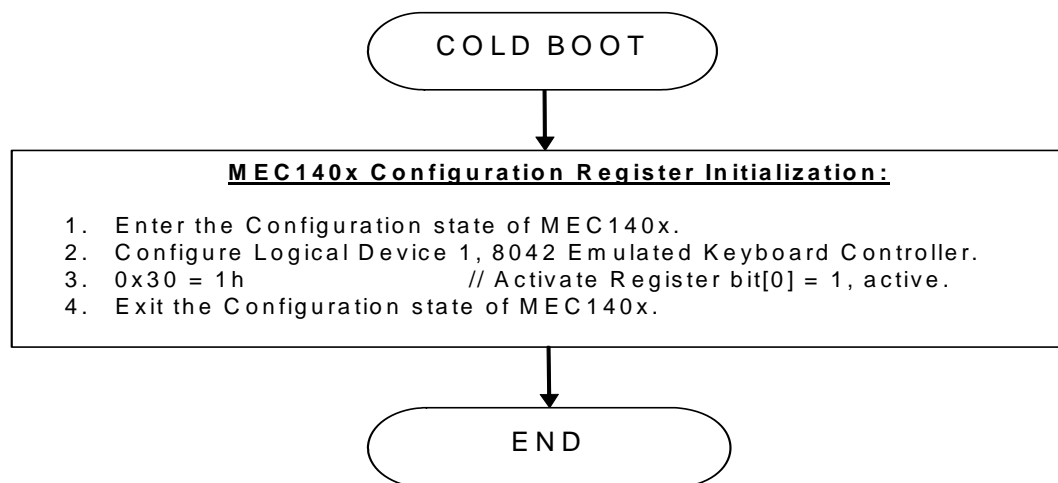 COLD BOOT
MEC140x Configuration Register Initialization:
1. Enter the Configuration state of MEC140x.
2. Configure Logical Device 1, 8042 Emulated Keyboard Controller.
3. 0x30 = 1h // Activate Register bit[0] = 1, active.
4. Exit the Configuration state of MEC140x.
END